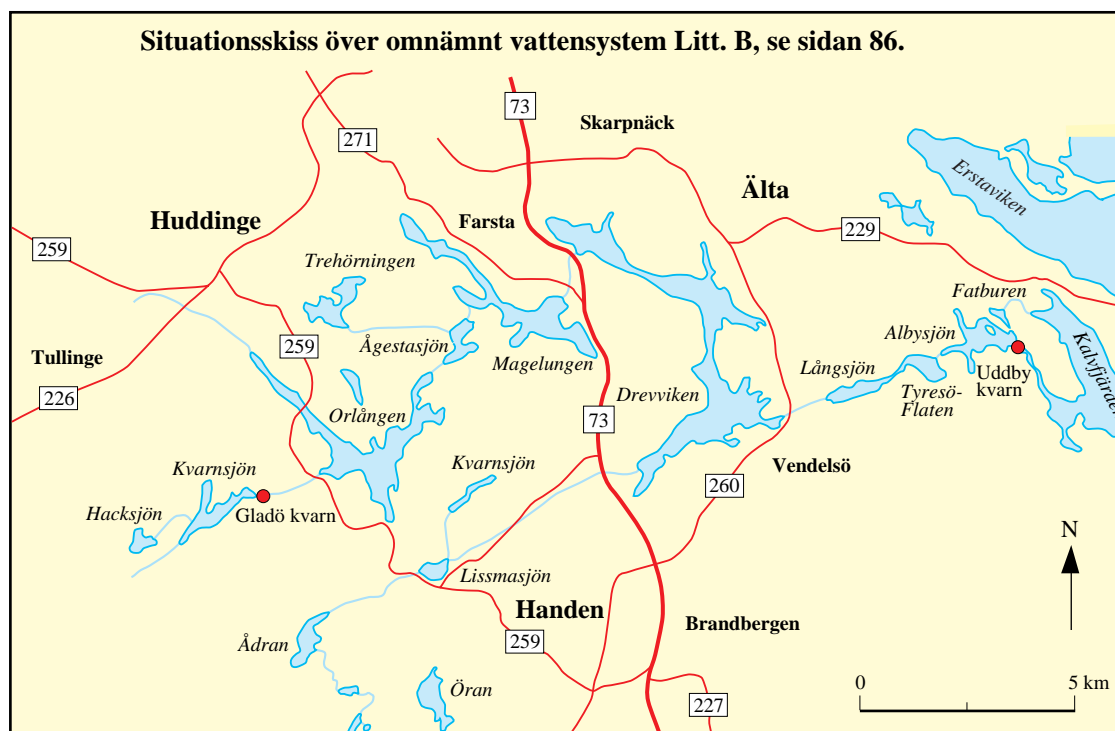 Situationsskiss över omnämnt vattensystem Litt. B, se sidan 86.
73
Skarpnäck
271
Erstaviken
Älta
Huddinge
Farsta
229
259
Trehörningen
Fatburen
Albysjön
259
Ågestasjön
Kalvfjärden
Tullinge
Magelungen
Långsjön
Uddby
kvarn
226
Drevviken
Tyresö-
Flaten
Orlången
73
Kvarnsjön
Kvarnsjön
Vendelsö
260
Hacksjön
Gladö kvarn
N
Lissmasjön
Handen
Brandbergen
259
Ådran
Öran
0
5 km
227